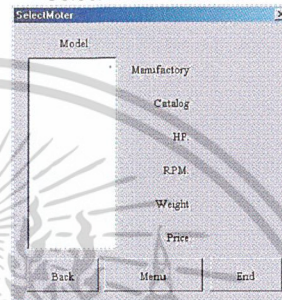 SelectMoter
Model
Manufactory
Catalog
HP.
RPM.
Weight
Price
Back Menu End